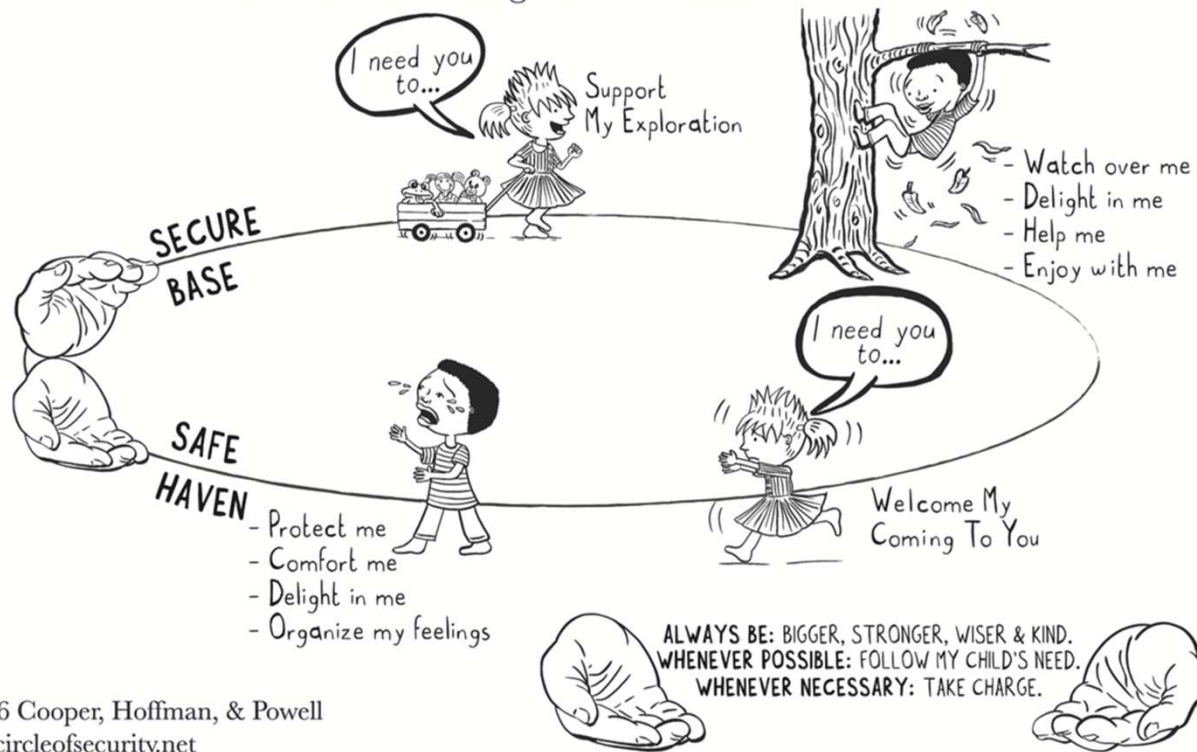 I need you
to...
Support
My Exploration
- Watch over me
- Delight in me
- Help me
- Enjoy with me
SECURE
BASE
I need you
to...
Welcome My
Coming To You
SAFE
HAVEN
- Protect me
- Comfort me
- Delight in me
- Organize my feelings
ALWAYS BE: BIGGER, STRONGER, WISER & KIND.
WHENEVER POSSIBLE: FOLLOW MY CHILD'S NEED.
WHENEVER NECESSARY: TAKE CHARGE.
6 Cooper, Hoffman, & Powell
circleofsecurity.net